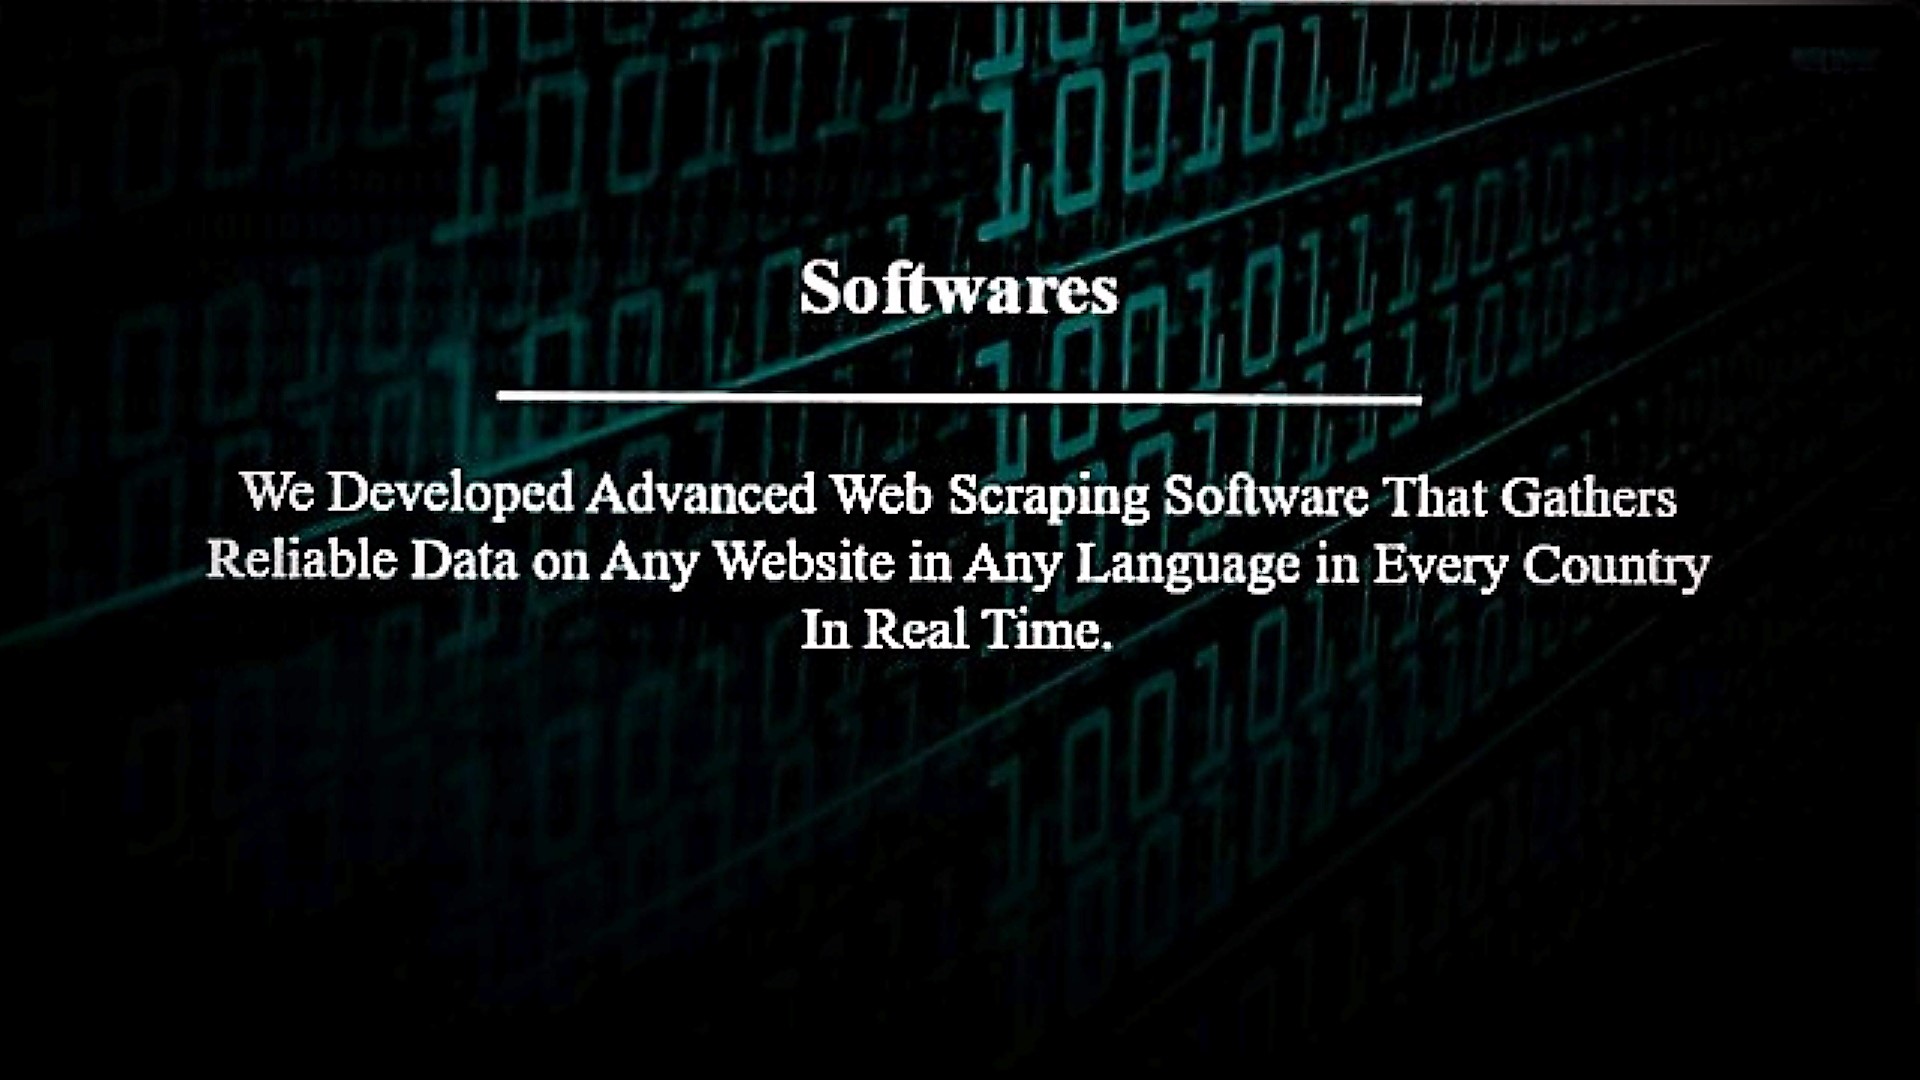 Softwares
We Developed Advanced Web Scraping Software That Gathers
Reliable Data on Any Website in Any Language in Every Country
In Real Time.